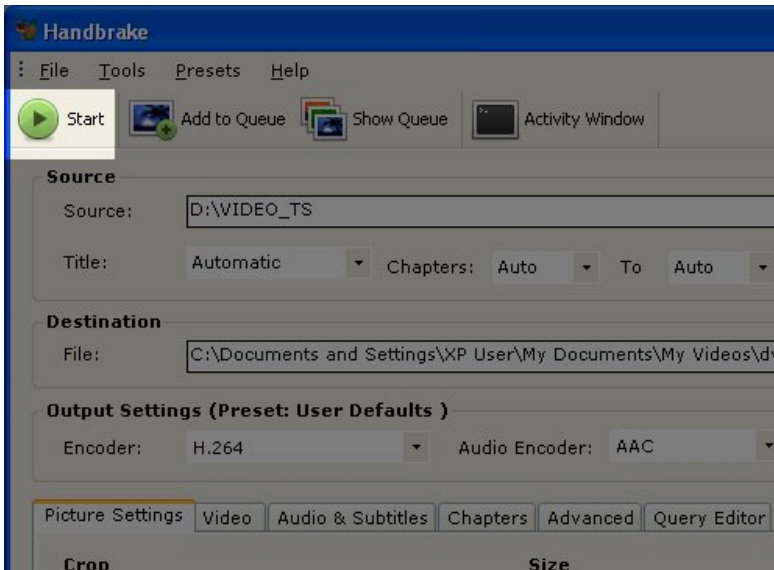 Handbrake
File Tools Presets Help
Start Add to Queue Show Queue Activity Window
Source
Source: D:\VIDEO_TS
Title: Automatic Chapters: Auto To Auto
Destination
File: C:\Documents and Settings\XP User\My Documents\My Videos\dv
Output Settings (Preset: User Defaults )
Encoder: H.264 Audio Encoder: AAC
Picture Settings Video Audio & Subtitles Chapters Advanced Query Editor
Crop Size